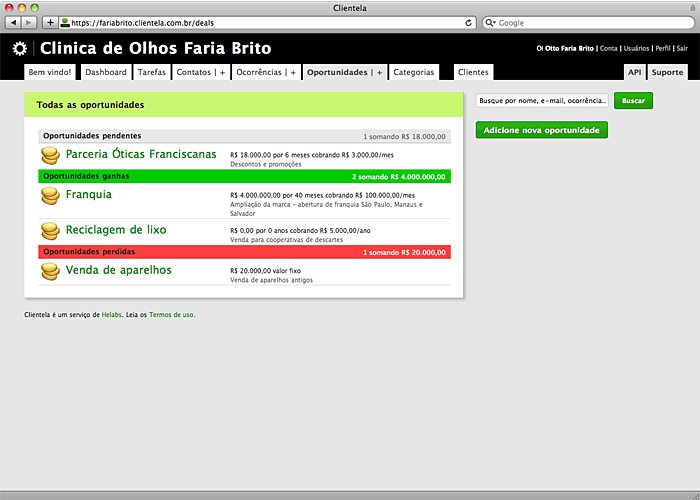 Clientela
https://fariabrito.clientela.com.br/deals
Google
Clinica de Olhos Faria Brito
Oi Otto Faria Brito | Conta | Usuários | Perfil | Sair
Bem vindo! Dashboard Tarefas Contatos | + Ocorrências | + Oportunidades | + Categorias Clientes API Suporte
Todas as oportunidades
Busque por nome, e-mail, ocorrência... Buscar
Adicione nova oportunidade
Oportunidades pendentes 1 somando R$ 18.000,00
Parceria Óticas Franciscanas R$ 18.000,00 por 6 meses cobrando R$ 3.000,00/mes
Descontos e promoções
Oportunidades ganhas 2 somando R$ 4.000.000,00
Franquia R$ 4.000.000,00 por 40 meses cobrando R$ 100.000,00/mes
Ampliação da marca - abertura de franquia São Paulo, Manaus e
Salvador
Reciclagem de lixo R$ 0,00 por 0 anos cobrando R$ 5.000,00/ano
Venda para cooperativas de descartes
Oportunidades perdidas 1 somando R$ 20.000,00
Venda de aparelhos R$ 20.000,00 valor fixo
Venda de aparelhos antigos
Clientela é um serviço de Helabs. Leia os Termos de uso.